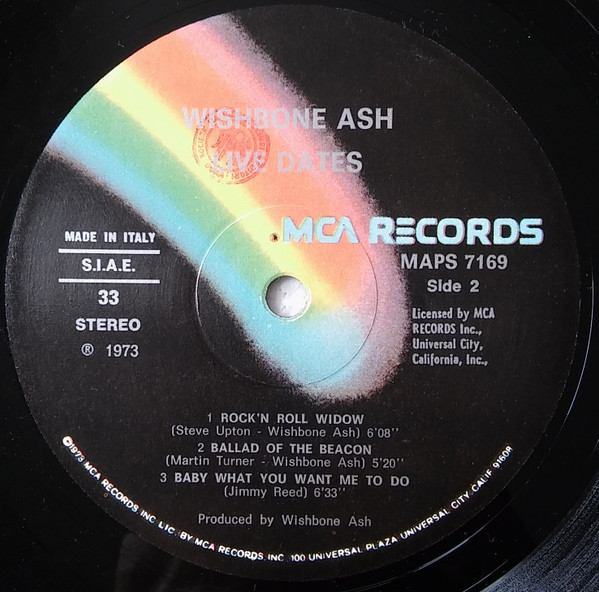 WISHBONE ASH
LIVE DATES
MCA RECORDS
MADE IN ITALY
S.I.A.E.
33
STEREO
℗ 1973
MAPS 7169
Side 2
Licensed by MCA
RECORDS Inc.,
Universal City,
California, Inc.,
1 ROCK'N ROLL WIDOW
(Steve Upton - Wishbone Ash) 6'08''
2 BALLAD OF THE BEACON
(Martin Turner - Wishbone Ash) 5'20''
3 BABY WHAT YOU WANT ME TO DO
(Jimmy Reed) 6'33''
Produced by Wishbone Ash
©1973 MCA RECORDS INC. LIC. BY MCA RECORDS, INC. 100 UNIVERSAL PLAZA UNIVERSAL CITY, CALIF. 91608